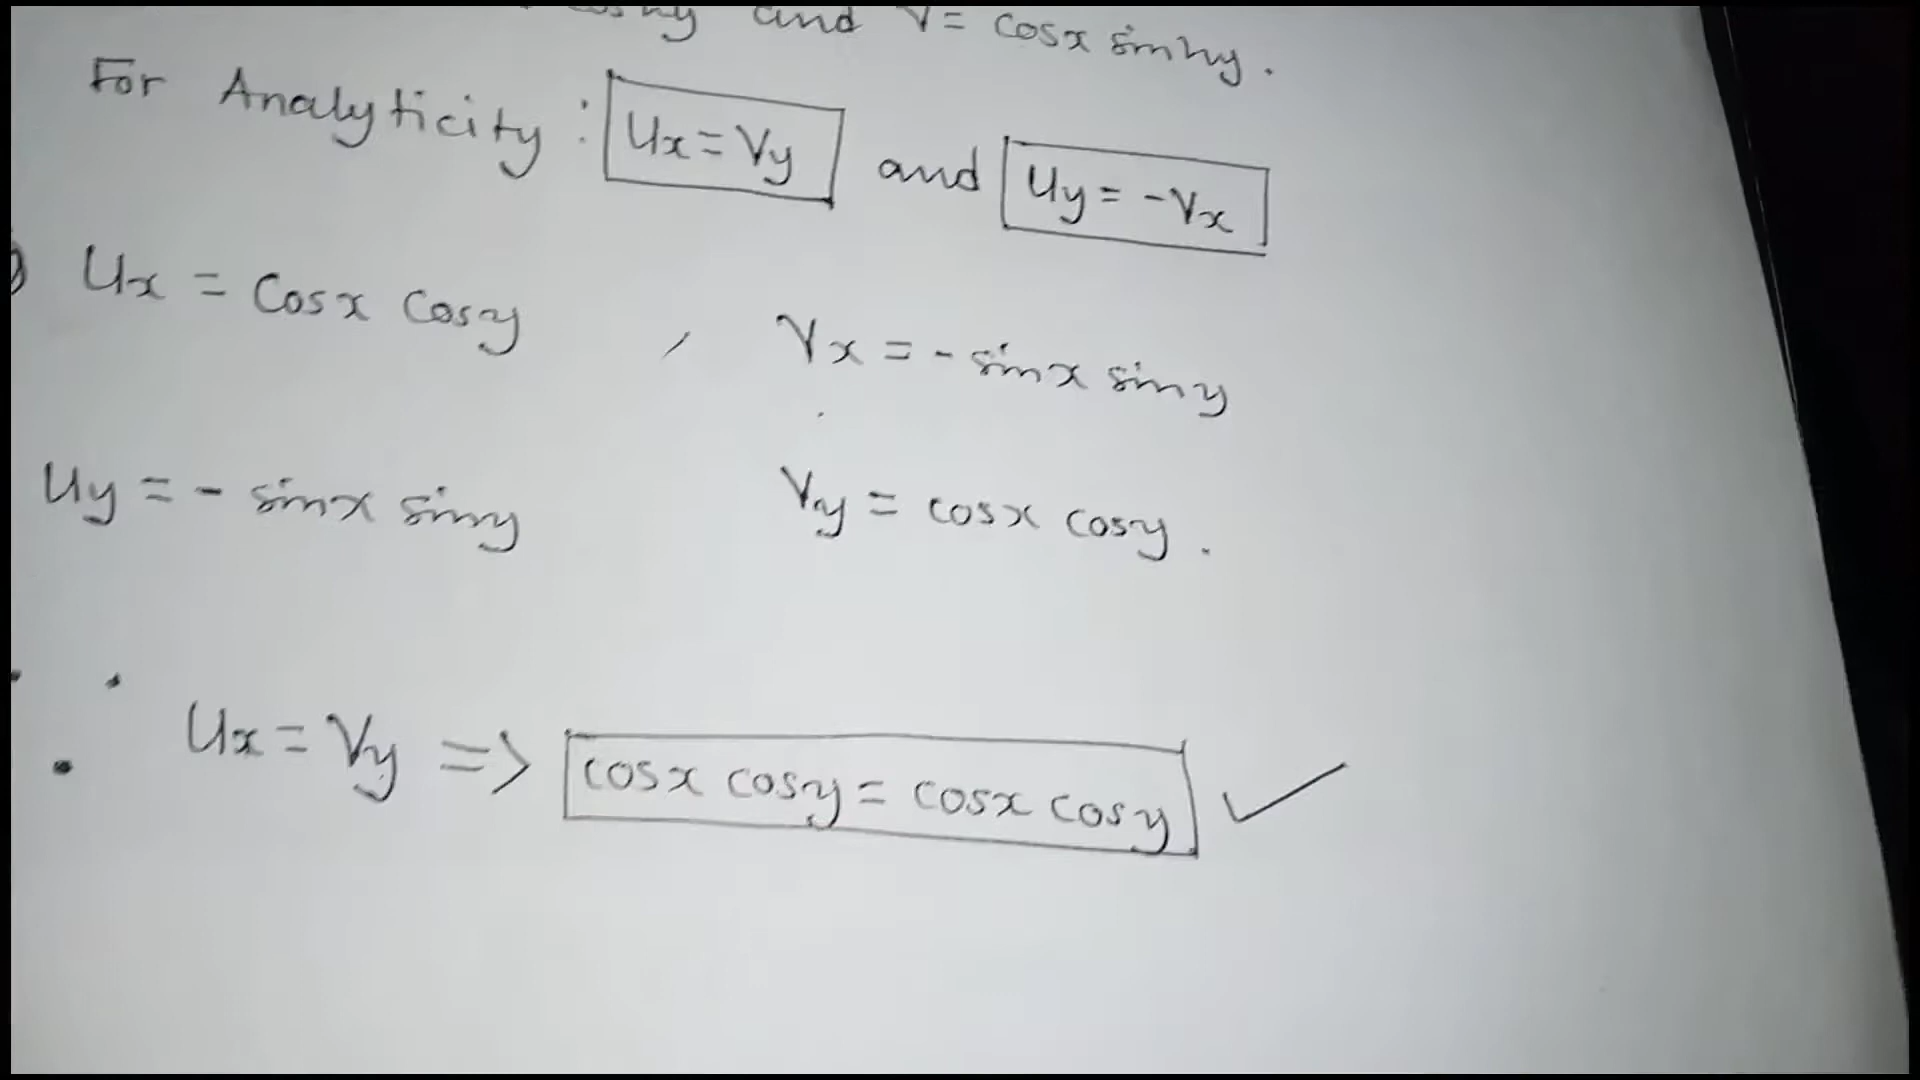 and V = cosx sinhy.
For Analyticity : Ux = Vy and Uy = -Vx
Ux = Cosx Cosy , Vx = - sinx siny
Uy = - sinx siny Vy = cosx cosy.
Ux = Vy => cosx cosy = cosx cosy ✓